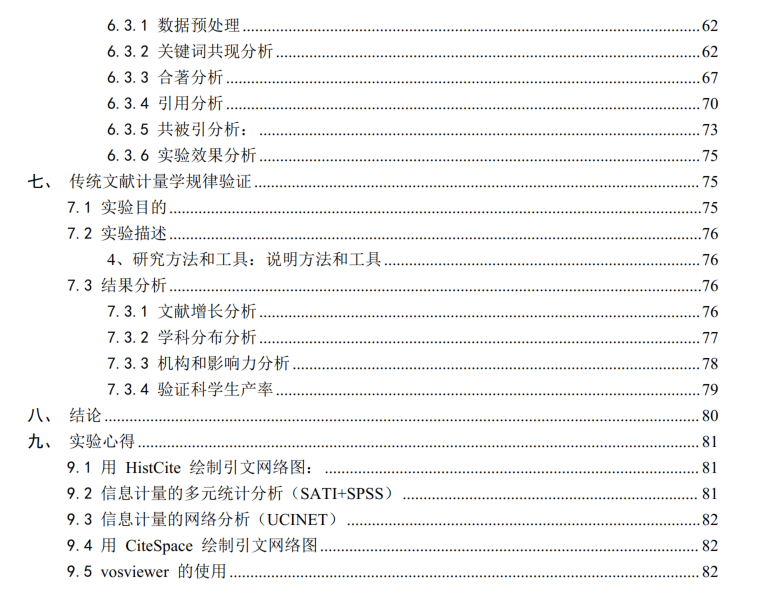 6.3.1 数据预处理 62
6.3.2 关键词共现分析 62
6.3.3 合著分析 67
6.3.4 引用分析 70
6.3.5 共被引分析： 73
6.3.6 实验效果分析 75
七、 传统文献计量学规律验证 75
7.1 实验目的 75
7.2 实验描述 76
4、研究方法和工具：说明方法和工具 76
7.3 结果分析 76
7.3.1 文献增长分析 76
7.3.2 学科分布分析 77
7.3.3 机构和影响力分析 78
7.3.4 验证科学生产率 79
八、 结论 80
九、 实验心得 81
9.1 用 HistCite 绘制引文网络图： 81
9.2 信息计量的多元统计分析（SATI+SPSS） 81
9.3 信息计量的网络分析（UCINET） 82
9.4 用 CiteSpace 绘制引文网络图 82
9.5 vosviewer 的使用 82